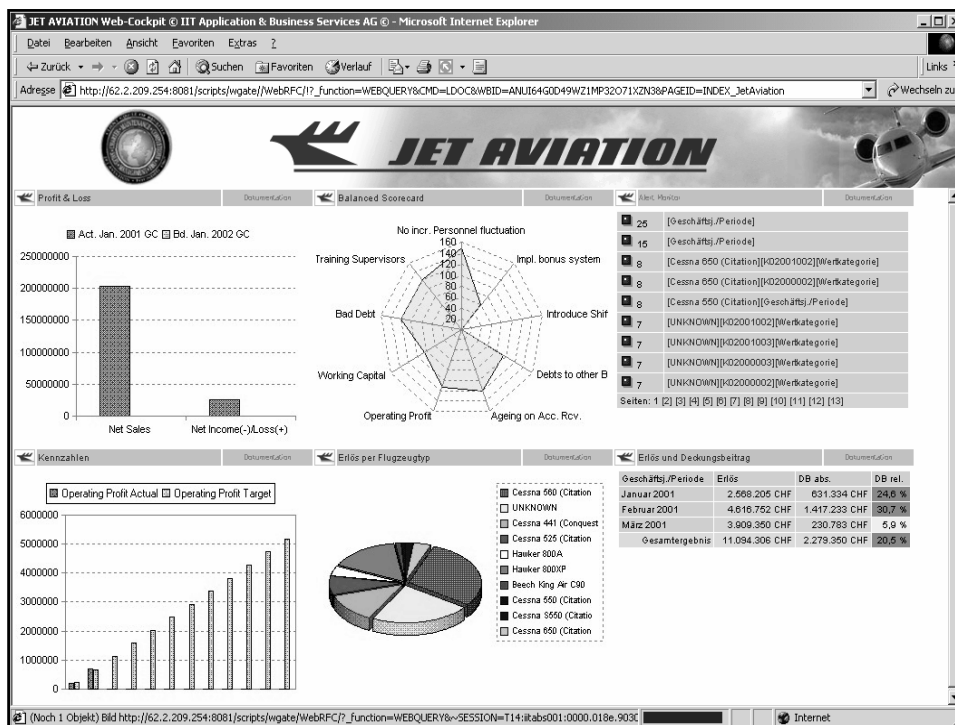 JET AVIATION Web-Cockpit © IIT Application & Business Services AG © - Microsoft Internet Explorer
Datei Bearbeiten Ansicht Favoriten Extras ?
Zurück Suchen Favoriten Verlauf Links
Adresse http://62.2.209.254:8081/scripts/wgate//WebRFC/!?_function=WEBQUERY&CMD=LDOC&WBID=ANUI64G0D49WZ1MP32O71XZN3&PAGEID=INDEX_JetAviation Wechseln zu
JET AVIATION
Profit & Loss Dokumentation
Act. Jan. 2001 GC Bd. Jan. 2002 GC
250000000
200000000
150000000
100000000
50000000
0
Net Sales Net Income(-)/Loss(+)
Balanced Scorecard Dokumentation
No incr. Personnel fluctuation
160
140
120
100
80
60
40
20
Training Supervisors Impl. bonus system
Bad Debt Introduce Shif
Working Capital Debts to other B
Operating Profit Ageing on Acc. Rcv.
Alert Monitor Dokumentation
25 [Geschäftsj./Periode]
15 [Geschäftsj./Periode]
8 [Cessna 650 (Citation][K02001002][Wertkategorie]
8 [Cessna 650 (Citation][K02000002][Wertkategorie]
8 [Cessna 550 (Citation][Geschäftsj./Periode]
7 [UNKNOWN][K02001002][Wertkategorie]
7 [UNKNOWN][K02001003][Wertkategorie]
7 [UNKNOWN][K02000003][Wertkategorie]
7 [UNKNOWN][K02000002][Wertkategorie]
Seiten: 1 [2] [3] [4] [5] [6] [7] [8] [9] [10] [11] [12] [13]
Kennzahlen Dokumentation
Operating Profit Actual Operating Profit Target
6000000
5000000
4000000
3000000
2000000
1000000
0
Erlös per Flugzeugtyp Dokumentation
Cessna 560 (Citation
UNKNOWN
Cessna 441 (Conquest
Cessna 525 (Citation
Hawker 800A
Hawker 800XP
Beech King Air C90
Cessna 550 (Citation
Cessna S550 (Citatio
Cessna 650 (Citation
Erlös und Deckungsbeitrag Dokumentation
Geschäftsj./Periode Erlös DB abs. DB rel.
Januar 2001 2.568.205 CHF 631.334 CHF 24,6 %
Februar 2001 4.616.752 CHF 1.417.233 CHF 30,7 %
März 2001 3.909.350 CHF 230.783 CHF 5,9 %
Gesamtergebnis 11.094.306 CHF 2.279.350 CHF 20,5 %
(Noch 1 Objekt) Bild http://62.2.209.254:8081/scripts/wgate/WebRFC/?_function=WEBQUERY&~SESSION=T14:iitabs001:0000.018e.903C Internet